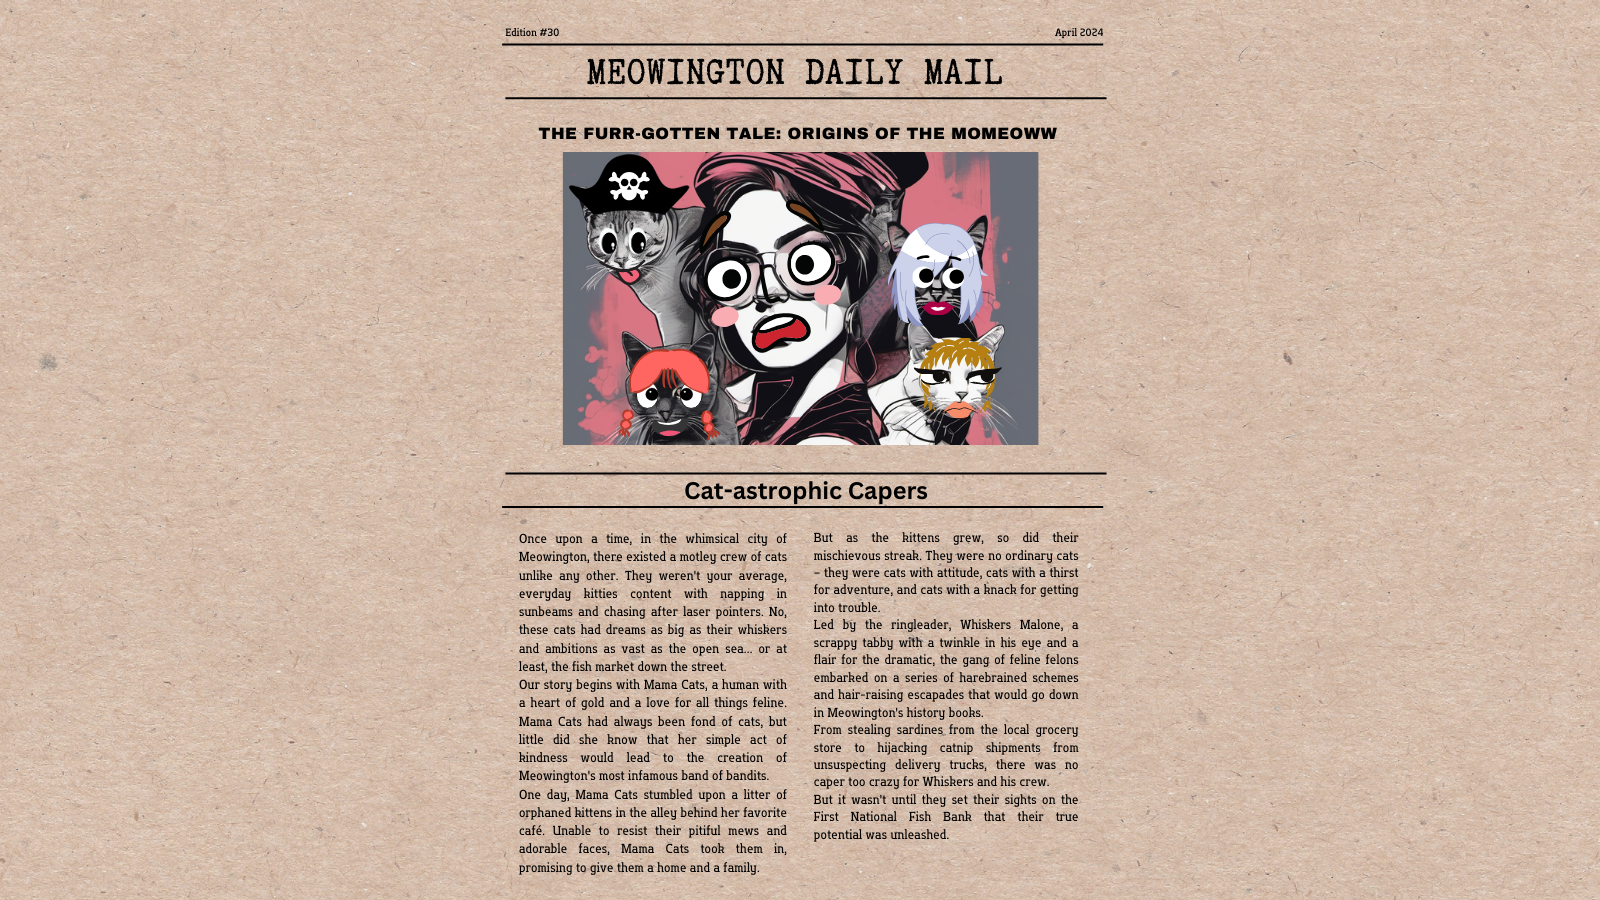 Edition #30
April 2024
MEOWINGTON DAILY MAIL
THE FURR-GOTTEN TALE: ORIGINS OF THE MOMEOWW
Cat-astrophic Capers
Once upon a time, in the whimsical city of
Meowington, there existed a motley crew of cats
unlike any other. They weren't your average,
everyday kitties content with napping in
sunbeams and chasing after laser pointers. No,
these cats had dreams as big as their whiskers
and ambitions as vast as the open sea... or at
least, the fish market down the street.
Our story begins with Mama Cats, a human with
a heart of gold and a love for all things feline.
Mama Cats had always been fond of cats, but
little did she know that her simple act of
kindness would lead to the creation of
Meowington's most infamous band of bandits.
One day, Mama Cats stumbled upon a litter of
orphaned kittens in the alley behind her favorite
café. Unable to resist their pitiful mews and
adorable faces, Mama Cats took them in,
promising to give them a home and a family.
But as the kittens grew, so did their
mischievous streak. They were no ordinary cats
– they were cats with attitude, cats with a thirst
for adventure, and cats with a knack for getting
into trouble.
Led by the ringleader, Whiskers Malone, a
scrappy tabby with a twinkle in his eye and a
flair for the dramatic, the gang of feline felons
embarked on a series of harebrained schemes
and hair-raising escapades that would go down
in Meowington's history books.
From stealing sardines from the local grocery
store to hijacking catnip shipments from
unsuspecting delivery trucks, there was no
caper too crazy for Whiskers and his crew.
But it wasn't until they set their sights on the
First National Fish Bank that their true
potential was unleashed.